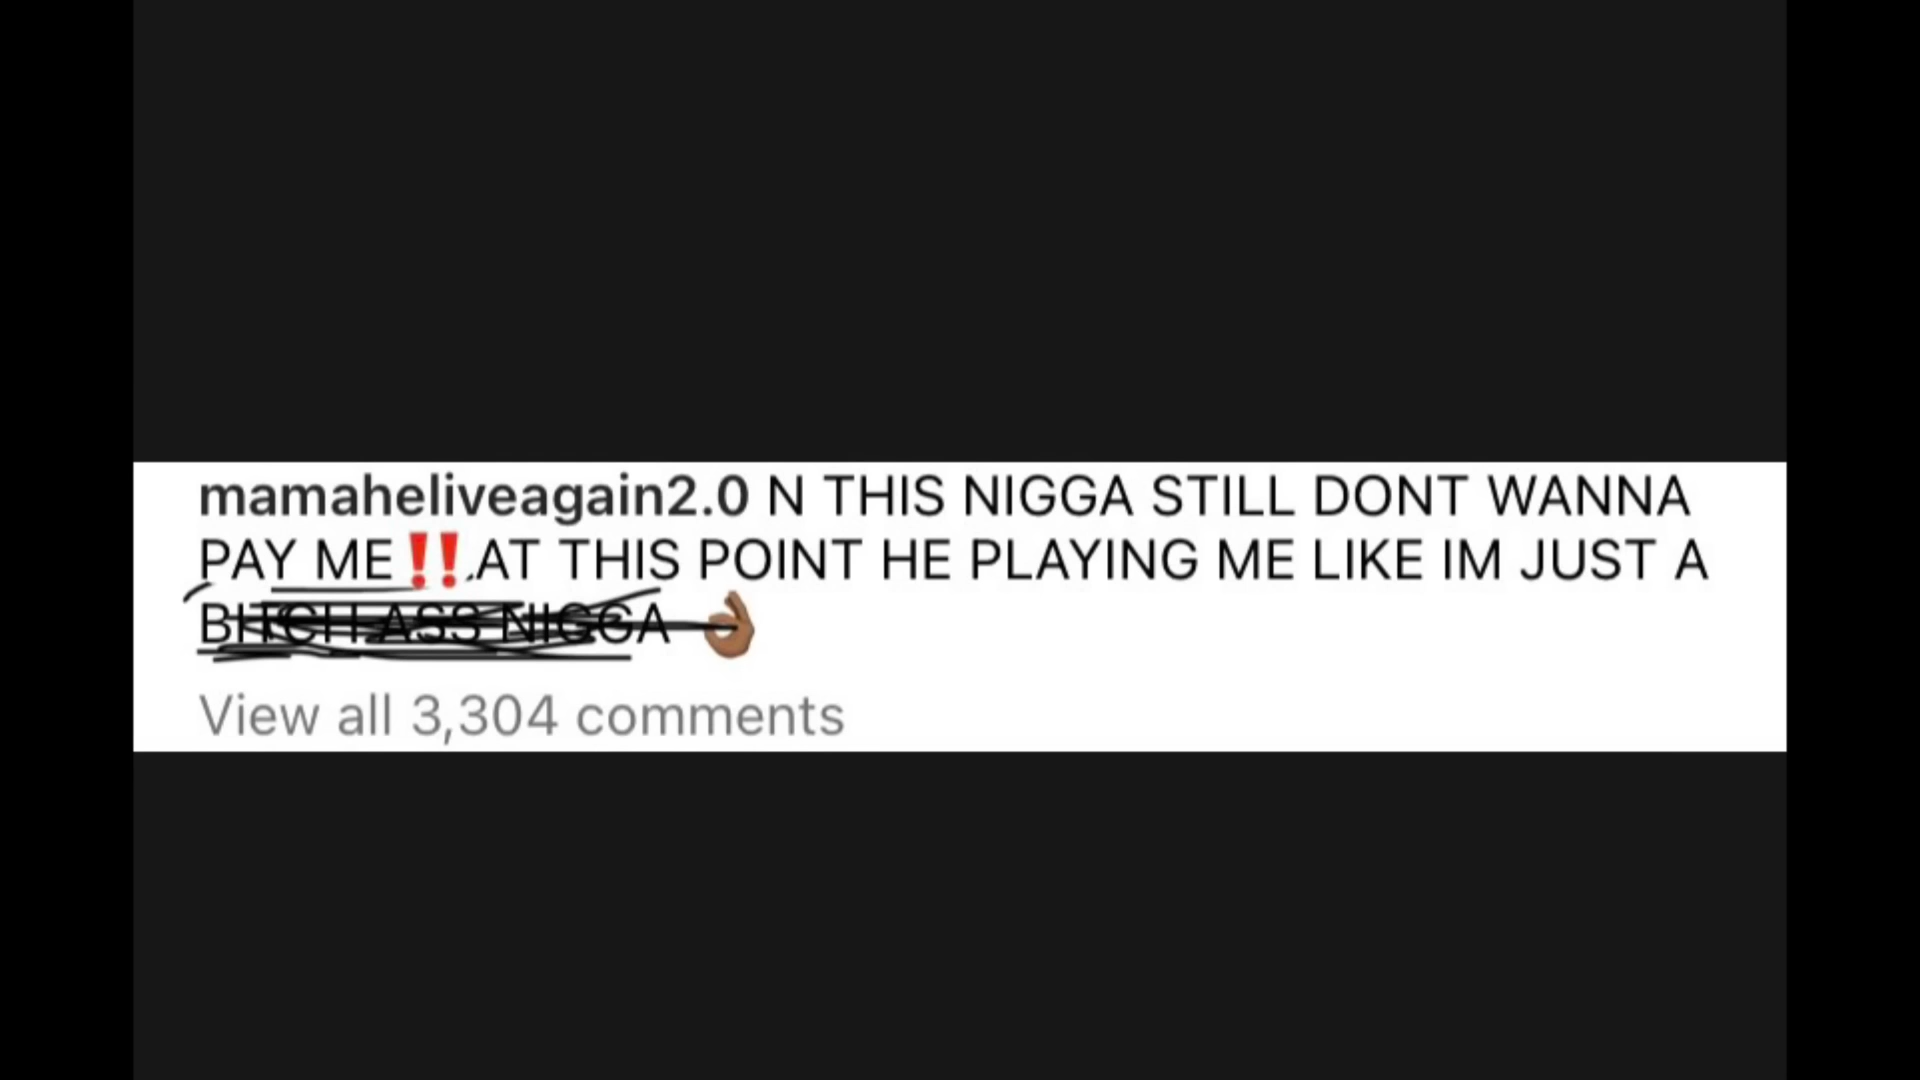 mamaheliveagain2.0 N THIS NIGGA STILL DONT WANNA
PAY ME‼️.AT THIS POINT HE PLAYING ME LIKE IM JUST A
BITCH ASS NIGGA 👌🏾
View all 3,304 comments